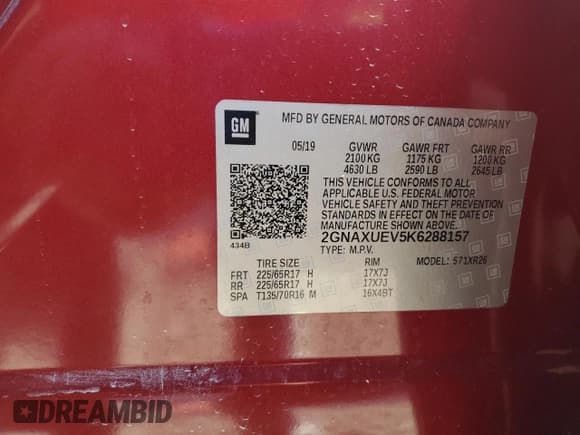 GM
MFD BY GENERAL MOTORS OF CANADA COMPANY
05/19 GVWR GAWR FRT GAWR RR
2100 KG 1175 KG 1200 KG
4630 LB 2590 LB 2645 LB
THIS VEHICLE CONFORMS TO ALL
APPLICABLE U.S. FEDERAL MOTOR
VEHICLE SAFETY AND THEFT PREVENTION
STANDARDS IN EFFECT ON THE DATE OF
MANUFACTURE SHOWN ABOVE.
434B 2GNAXUEV5K6288157
TYPE: M.P.V. MODEL: 571XR26
TIRE SIZE RIM
FRT 225/65R17 H 17X7J
RR 225/65R17 H 17X7J
SPA T135/70R16 M 16X4BT
DREAMBID